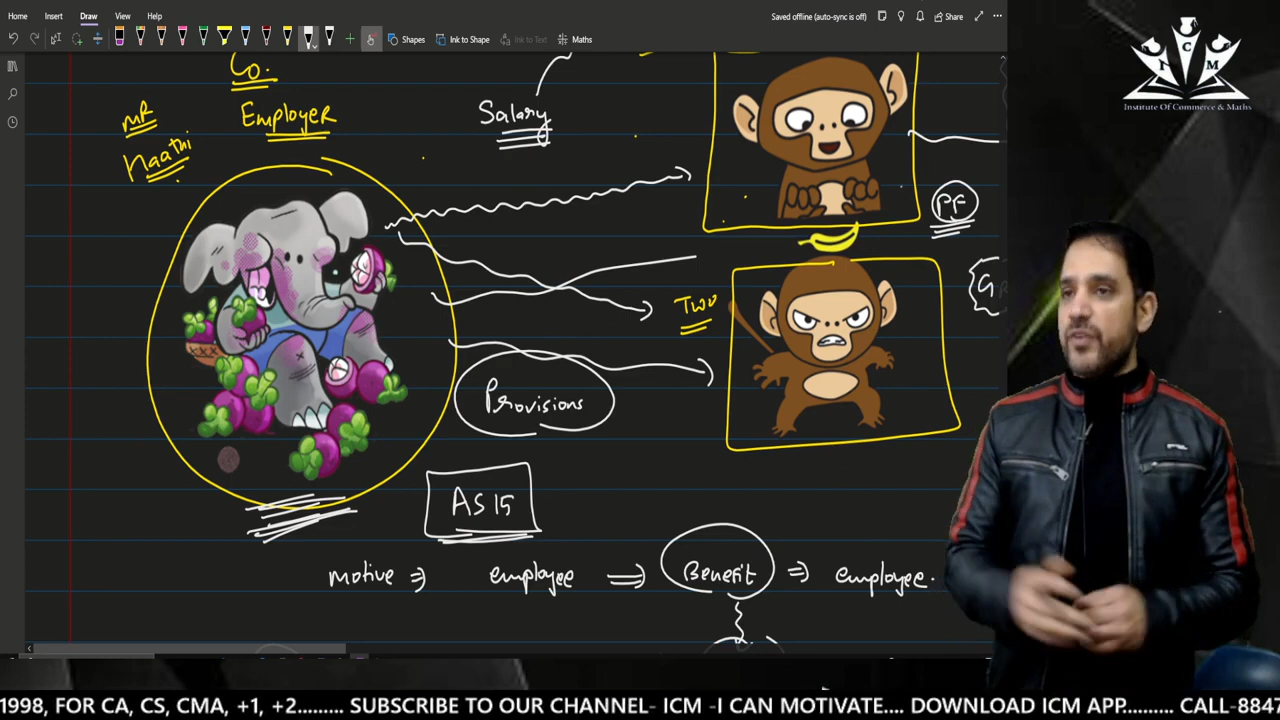 Home Insert Draw View Help
Saved offline (auto-sync is off)
Share
Shapes
Ink to Shape
Ink to Text
Maths
I C M
Institute Of Commerce & Maths
Co.
MR
Haathi
Employer
Salary
PF
Two
G
Provisions
AS 15
motive ⇒ employee ⇒ Benefit ⇒ employee.
1998, FOR CA, CS, CMA, +1, +2......... SUBSCRIBE TO OUR CHANNEL- ICM -I CAN MOTIVATE.... DOWNLOAD ICM APP......... CALL-8847